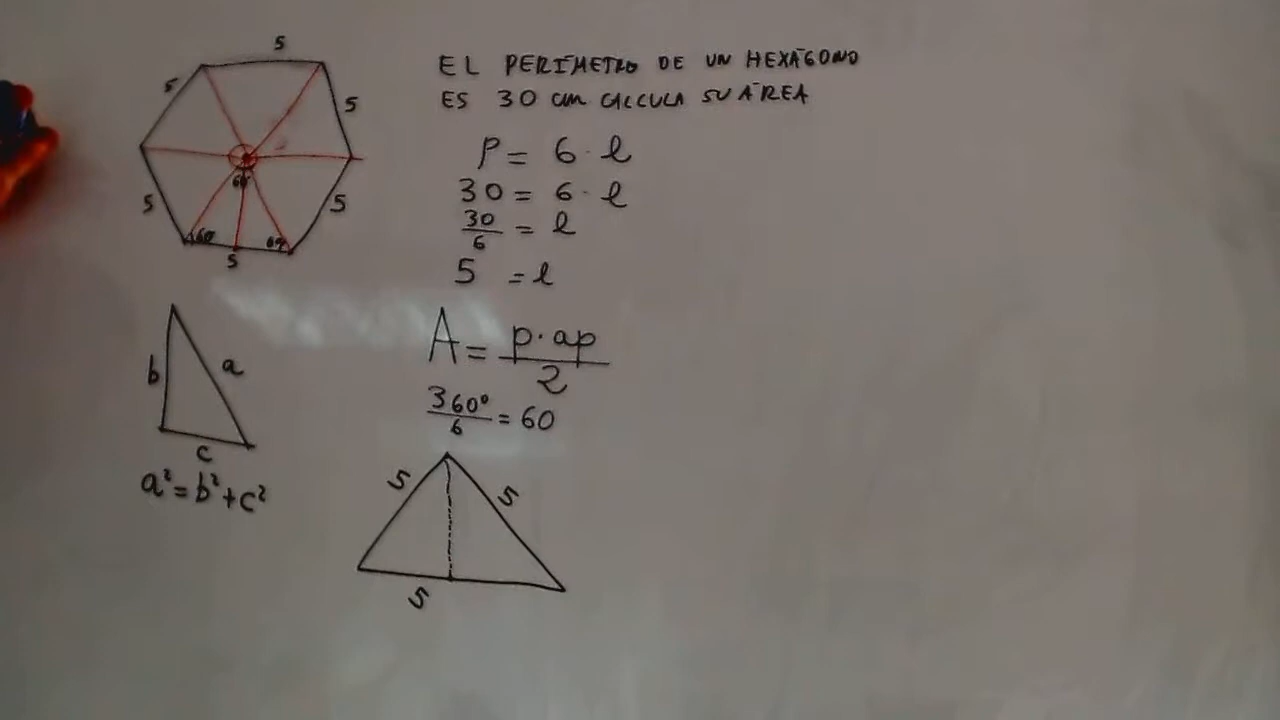 5
5
5
5
5
5
60°
60
60
EL PERÍMETRO DE UN HEXÁGONO
ES 30 cm CALCULA SU ÁREA
P = 6 · l
30 = 6 · l
30/6 = l
5 = l
A = p · ap / 2
360°/6 = 60
b
a
c
a² = b² + c²
5
5
5